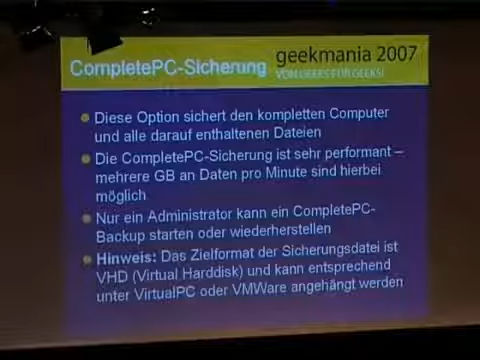 CompletePC-Sicherung
geekmania 2007
VON GEEKS FÜR GEEKS!
Diese Option sichert den kompletten Computer
und alle darauf enthaltenen Dateien
Die CompletePC-Sicherung ist sehr performant –
mehrere GB an Daten pro Minute sind hierbei
möglich
Nur ein Administrator kann ein CompletePC-
Backup starten oder wiederherstellen
Hinweis: Das Zielformat der Sicherungsdatei ist
VHD (Virtual Harddisk) und kann entsprechend
unter VirtualPC oder VMWare angehängt werden